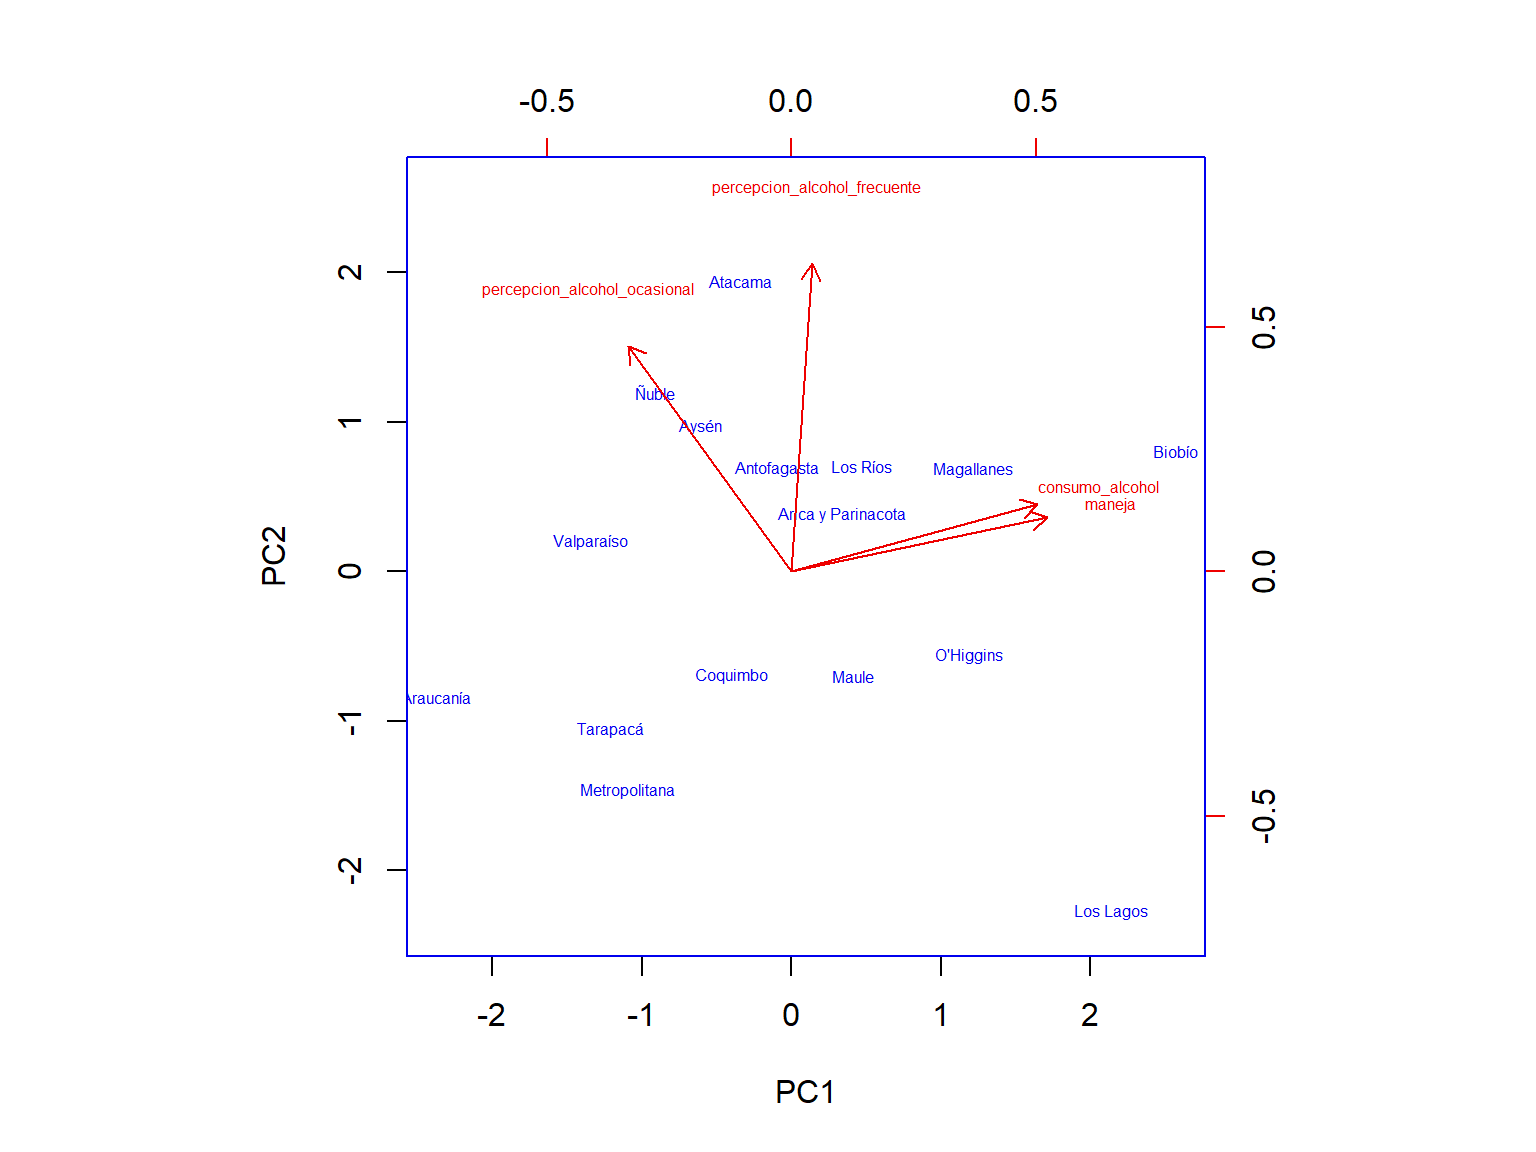 -0.5 0.0 0.5
percepcion_alcohol_frecuente
Atacama
percepcion_alcohol_ocasional
Ñuble
Aysén
Antofagasta
Los Ríos
Magallanes
Biobío
consumo_alcohol
maneja
Arica y Parinacota
Valparaíso
O'Higgins
Coquimbo
Maule
Araucanía
Tarapacá
Metropolitana
Los Lagos
2
1
0
-1
-2
PC2
0.5
0.0
-0.5
-2 -1 0 1 2
PC1